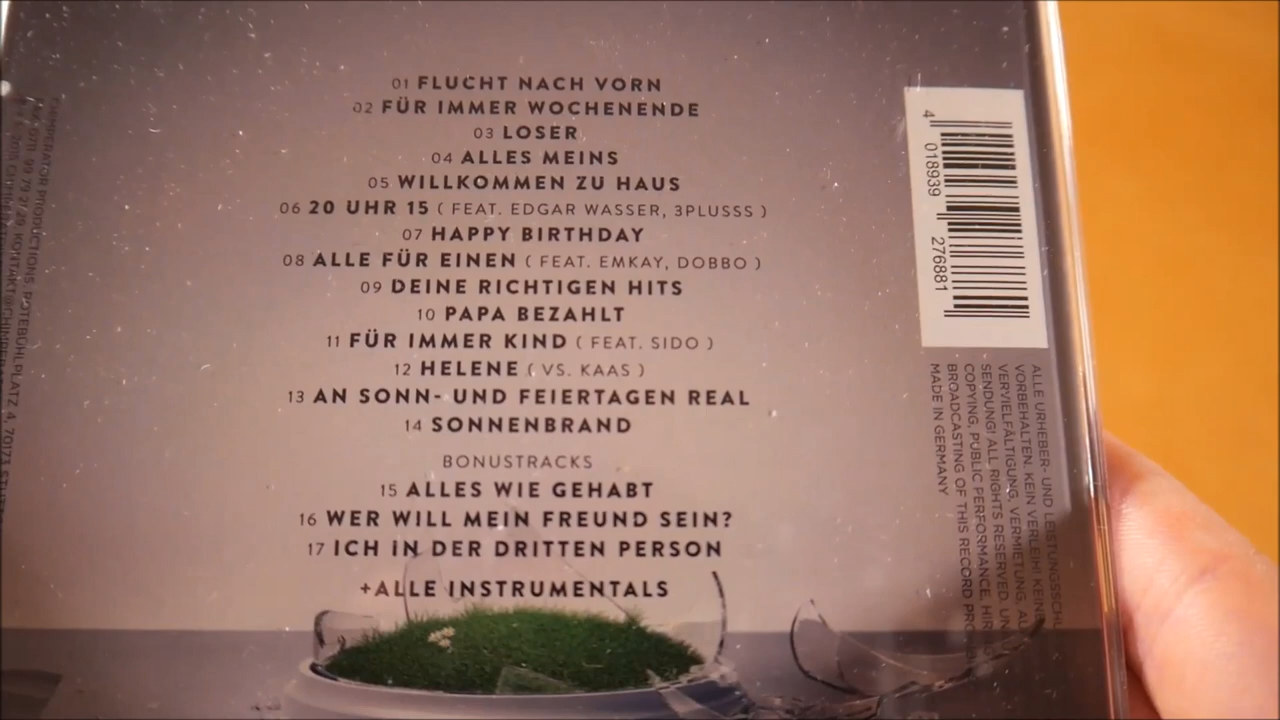 01 FLUCHT NACH VORN
02 FÜR IMMER WOCHENENDE
03 LOSER
04 ALLES MEINS
05 WILLKOMMEN ZU HAUS
06 20 UHR 15 ( FEAT. EDGAR WASSER, 3PLUSSS )
07 HAPPY BIRTHDAY
08 ALLE FÜR EINEN ( FEAT. EMKAY, DOBBO )
09 DEINE RICHTIGEN HITS
10 PAPA BEZAHLT
11 FÜR IMMER KIND ( FEAT. SIDO )
12 HELENE ( VS. KAAS )
13 AN SONN- UND FEIERTAGEN REAL
14 SONNENBRAND
BONUSTRACKS
15 ALLES WIE GEHABT
16 WER WILL MEIN FREUND SEIN?
17 ICH IN DER DRITTEN PERSON
+ALLE INSTRUMENTALS
4 018939 276881
ALLE URHEBER- UND LEISTUNGSSCH
VORBEHALTEN. KEIN VERLEIH! KEINE
VERVIELFÄLTIGUNG, VERMIETUNG,
SENDUNG! ALL RIGHTS RESERVED.
COPYING, PUBLIC PERFORMANCE,
BROADCASTING OF THIS RECORD
MADE IN GERMANY
CHIMPERATOR PRODUCTIONS, ROTEBÜHLPLATZ 4, 70173